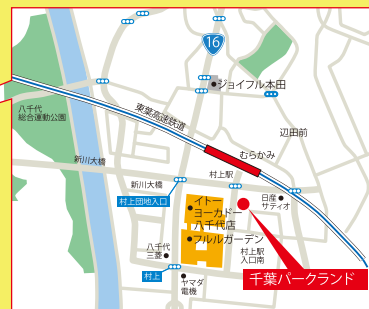 16
ジョイフル本田
八千代
総合運動公園
東葉高速鉄道
辺田前
むらかみ
新川大橋
村上駅
新川大橋
村上団地入口
イトー
ヨーカドー
八千代店
日産
サティオ
フルルガーデン
八千代
三菱
村上駅
入口南
村上
ヤマダ
電機
千葉パークランド